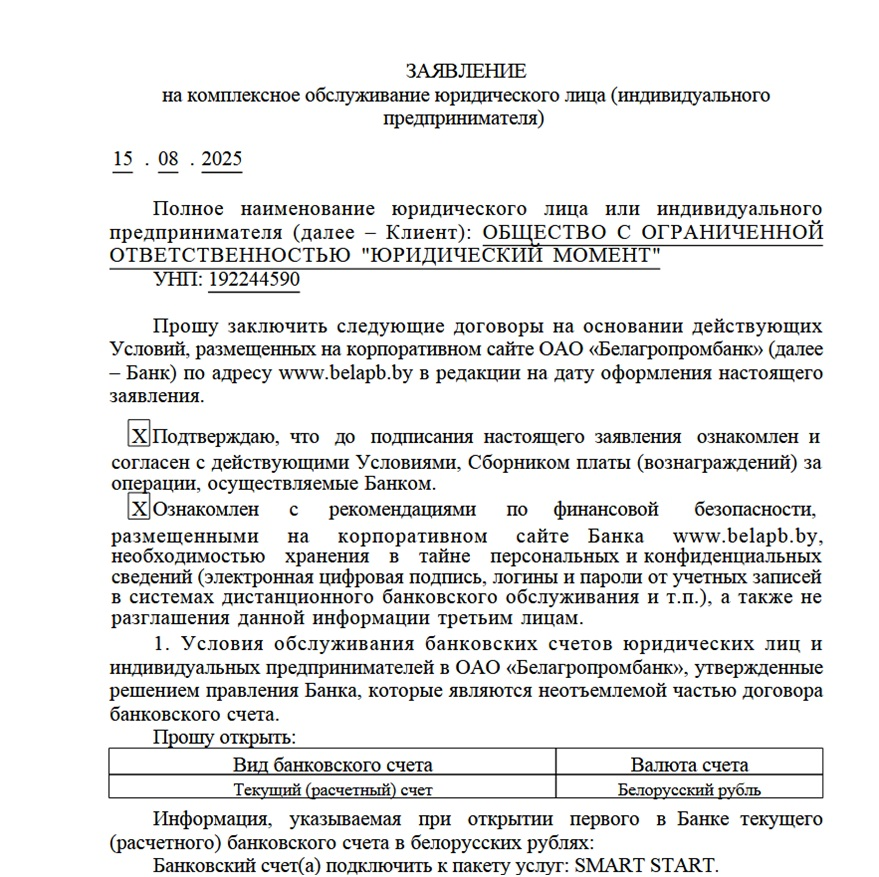 ЗАЯВЛЕНИЕ
на комплексное обслуживание юридического лица (индивидуального
предпринимателя)
15 . 08 . 2025
Полное наименование юридического лица или индивидуального
предпринимателя (далее – Клиент): ОБЩЕСТВО С ОГРАНИЧЕННОЙ
ОТВЕТСТВЕННОСТЬЮ "ЮРИДИЧЕСКИЙ МОМЕНТ"
УНП: 192244590
Прошу заключить следующие договоры на основании действующих
Условий, размещенных на корпоративном сайте ОАО «Белагропромбанк» (далее
– Банк) по адресу www.belapb.by в редакции на дату оформления настоящего
заявления.
X Подтверждаю, что до подписания настоящего заявления ознакомлен и
согласен с действующими Условиями, Сборником платы (вознаграждений) за
операции, осуществляемые Банком.
X Ознакомлен с рекомендациями по финансовой безопасности,
размещенными на корпоративном сайте Банка www.belapb.by,
необходимостью хранения в тайне персональных и конфиденциальных
сведений (электронная цифровая подпись, логины и пароли от учетных записей
в системах дистанционного банковского обслуживания и т.п.), а также не
разглашения данной информации третьим лицам.
1. Условия обслуживания банковских счетов юридических лиц и
индивидуальных предпринимателей в ОАО «Белагропромбанк», утвержденные
решением правления Банка, которые являются неотъемлемой частью договора
банковского счета.
Прошу открыть:
Вид банковского счета Валюта счета
Текущий (расчетный) счет Белорусский рубль
Информация, указываемая при открытии первого в Банке текущего
(расчетного) банковского счета в белорусских рублях:
Банковский счет(а) подключить к пакету услуг: SMART START.